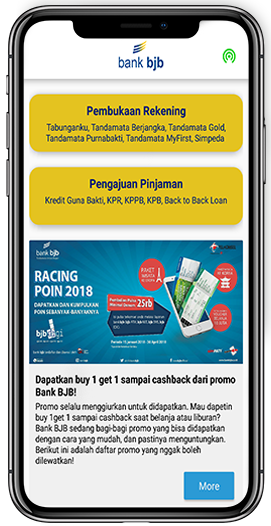 bank bjb
Pembukaan Rekening
Tabunganku, Tandamata Berjangka, Tandamata Gold,
Tandamata Purnabakti, Tandamata MyFirst, Simpeda
Pengajuan Pinjaman
Kredit Guna Bakti, KPR, KPPB, KPB, Back to Back Loan
bank bjb
RACING
POIN 2018
DAPATKAN DAN KUMPULKAN
POIN SEBANYAK-BANYAKNYA
25rb
PAKET
WISATA
Dapatkan buy 1 get 1 sampai cashback dari promo
Bank BJB!
Promo selalu menggiurkan untuk didapatkan. Mau dapetin
buy 1get 1 sampai cashback saat belanja atau liburan?
Bank BJB sedang bagi-bagi promo yang bisa didapatkan
dengan cara yang mudah, dan pastinya menguntungkan.
Berikut ini adalah daftar promo yang nggak boleh
dilewatkan!
More